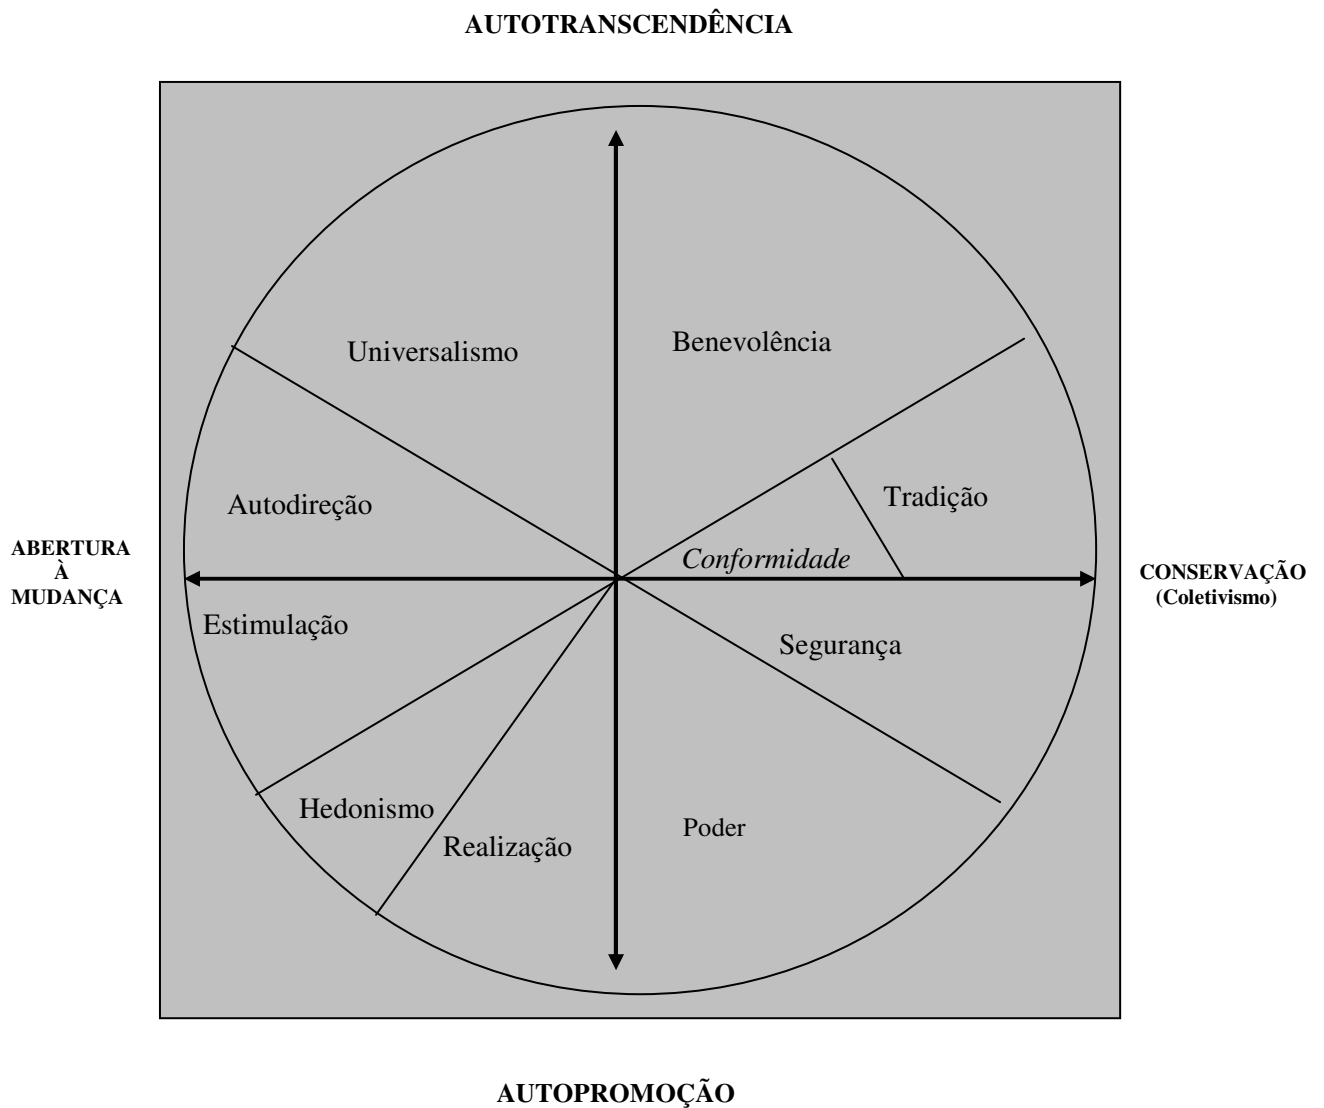 AUTOTRANSCENDÊNCIA
Universalismo
Benevolência
Autodireção
Tradição
ABERTURA
À
MUDANÇA
Conformidade
CONSERVAÇÃO
(Coletivismo)
Estimulação
Segurança
Hedonismo
Realização
Poder
AUTOPROMOÇÃO